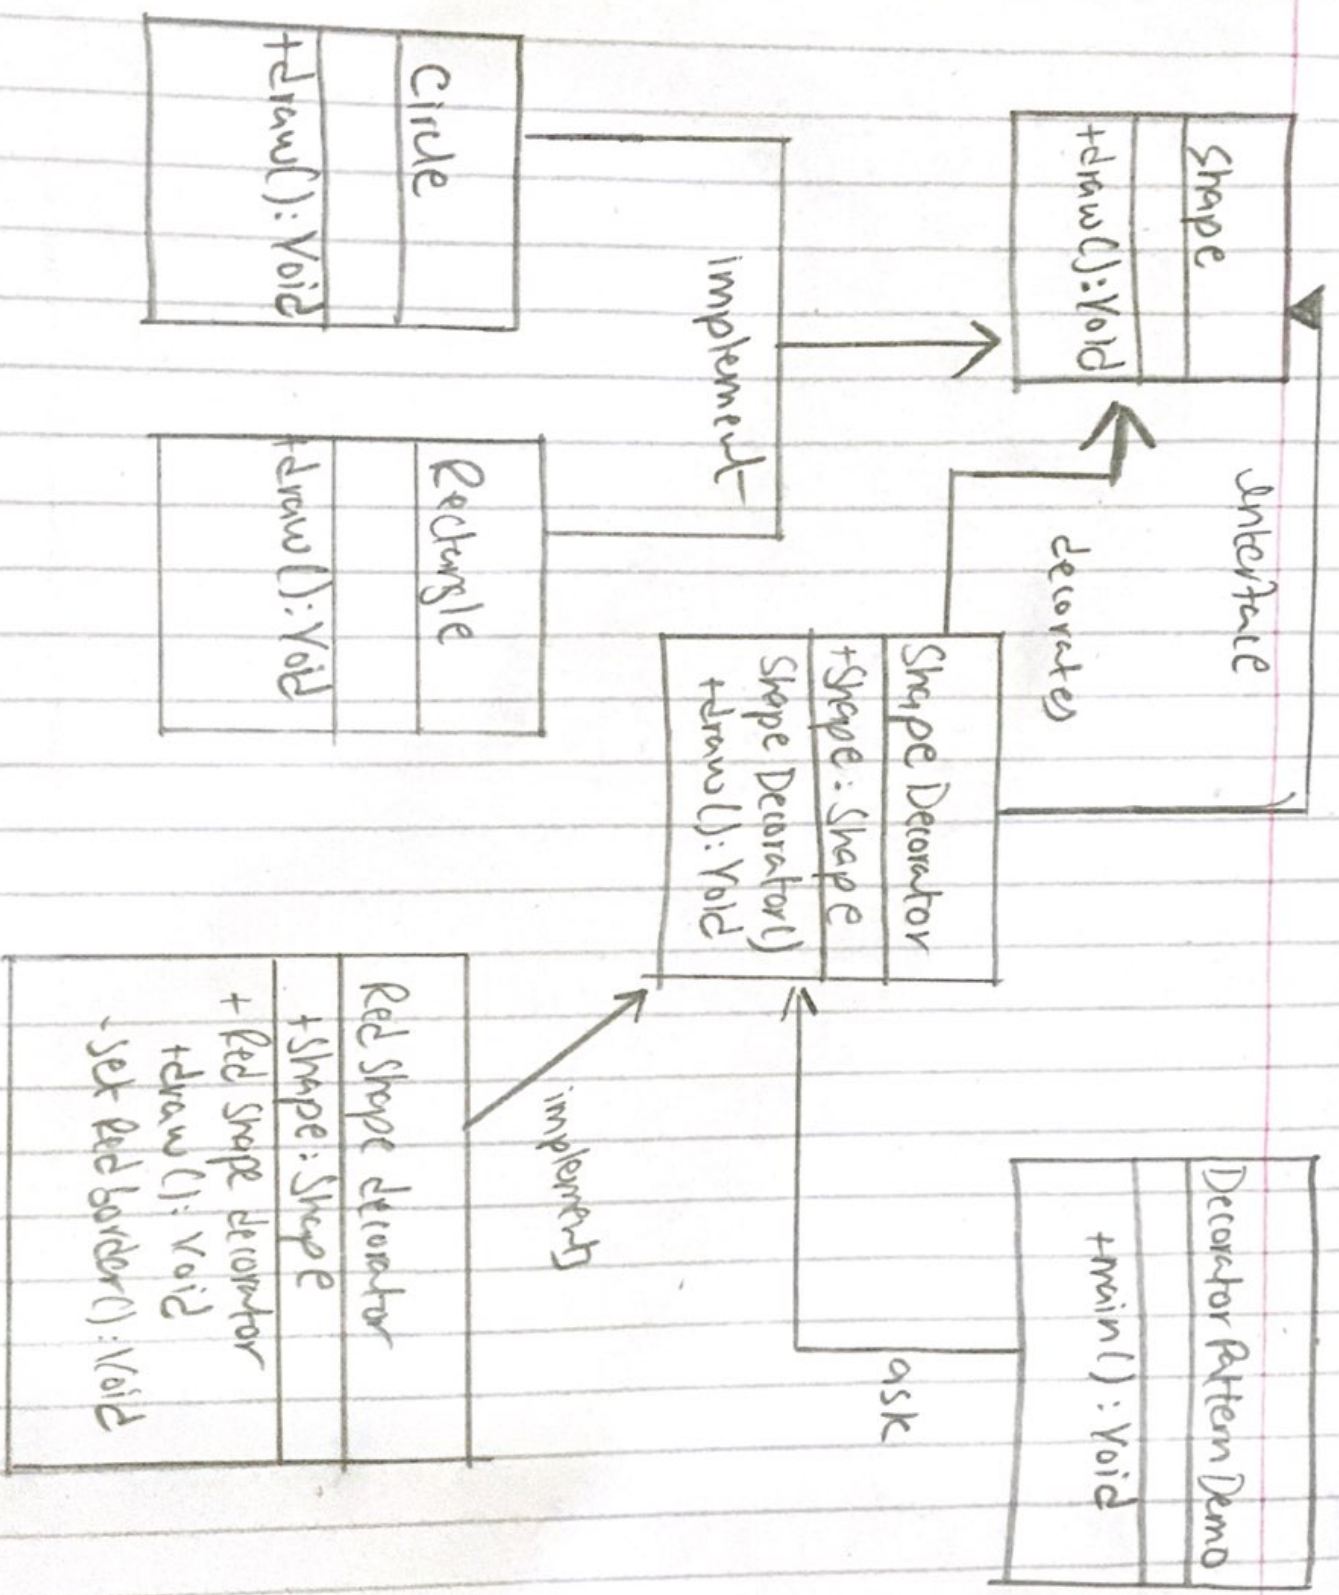 Shape
+draw():Void
Interface
decorates
implement
Circle
+draw():Void
Rectangle
+draw():Void
Shape Decorator
+Shape:Shape
Shape Decorator()
+draw():Void
Decorator Pattern Demo
+main():Void
ask
implements
Red Shape decorator
+Shape:Shape
+ Red Shape decorator
+draw():Void
- Set Red border():Void